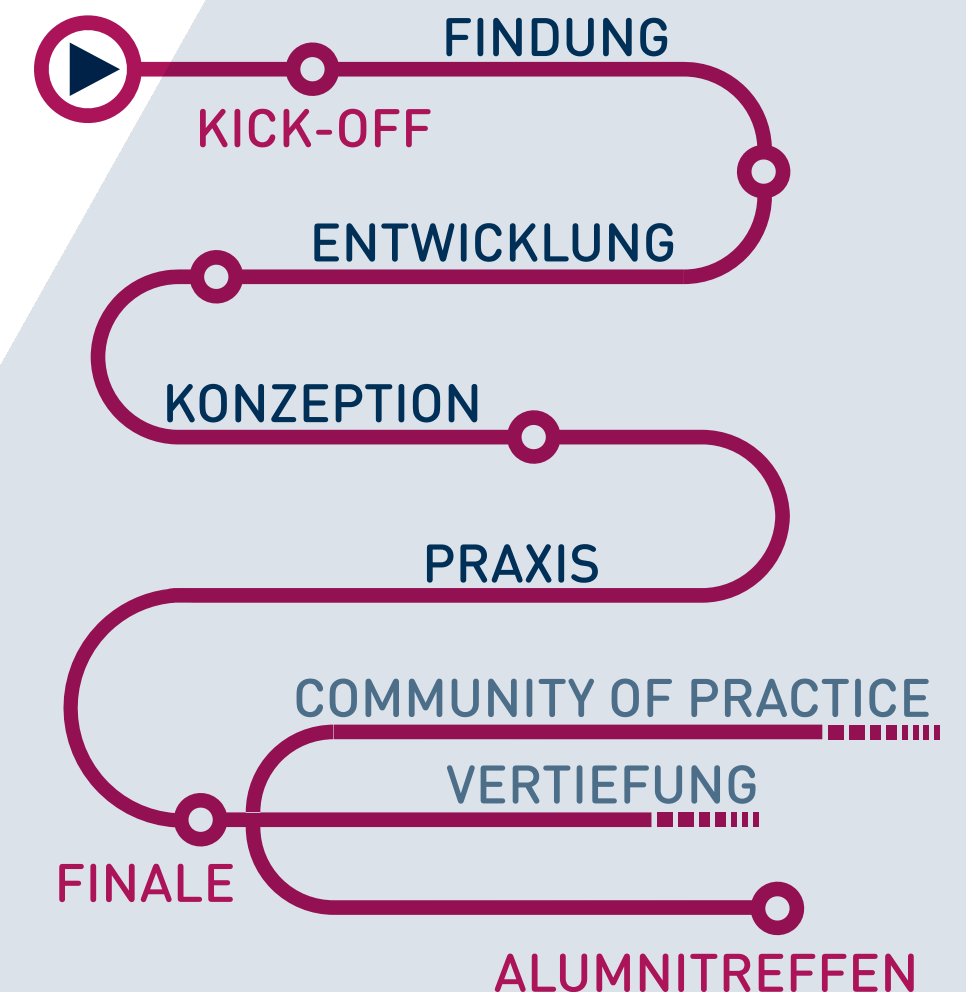 FINDUNG
KICK-OFF
ENTWICKLUNG
KONZEPTION
PRAXIS
COMMUNITY OF PRACTICE
VERTIEFUNG
FINALE
ALUMNITREFFEN